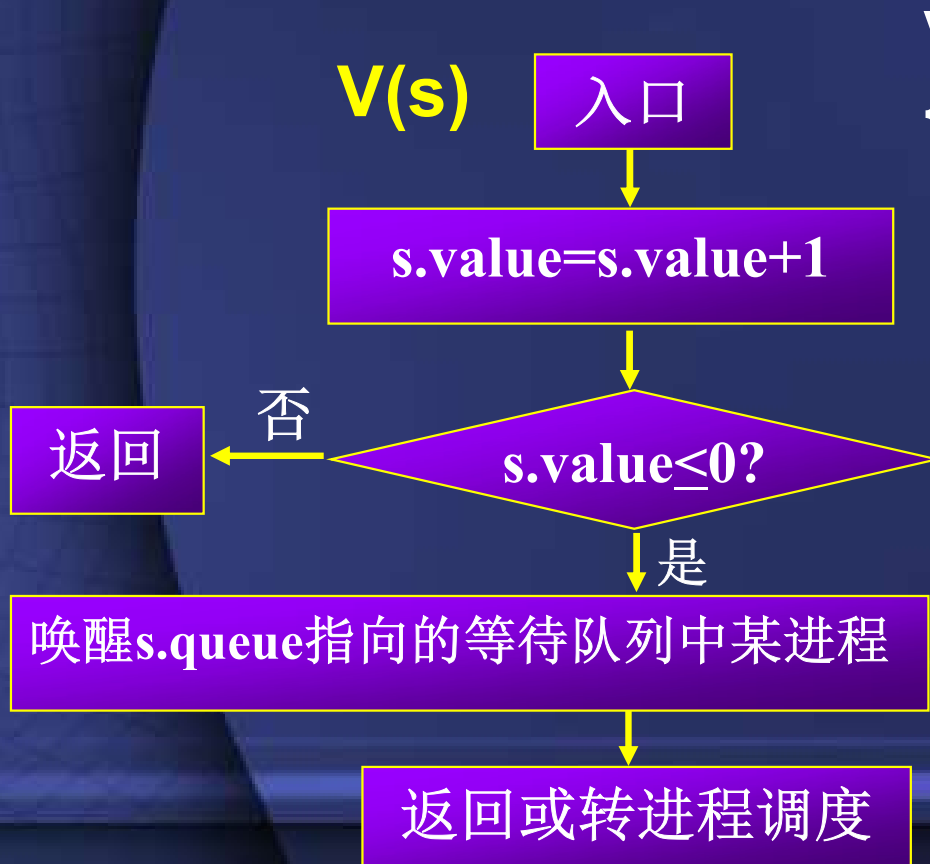 V(s)
入口
s.value=s.value+1
否
返回
s.value≤0?
是
唤醒s.queue指向的等待队列中某进程
返回或转进程调度